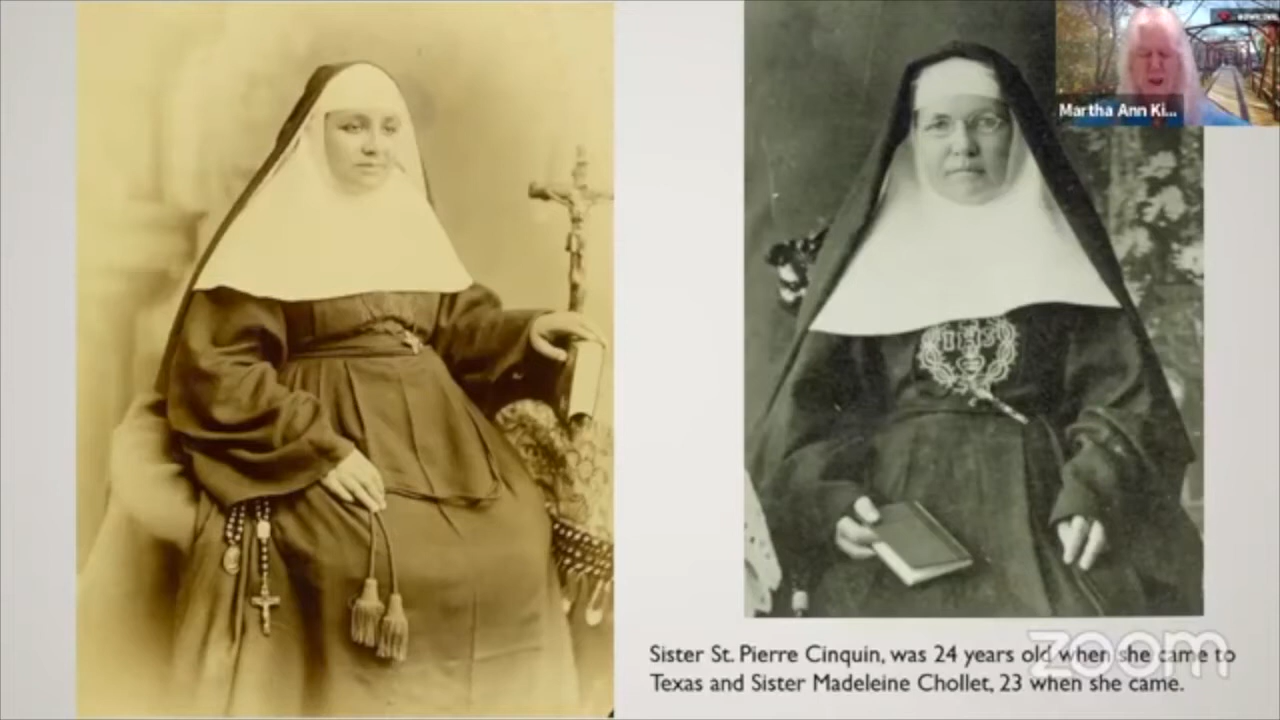 Martha Ann Ki...
IHS
Sister St. Pierre Cinquin, was 24 years old when she came to
Texas and Sister Madeleine Chollet, 23 when she came.
zoom